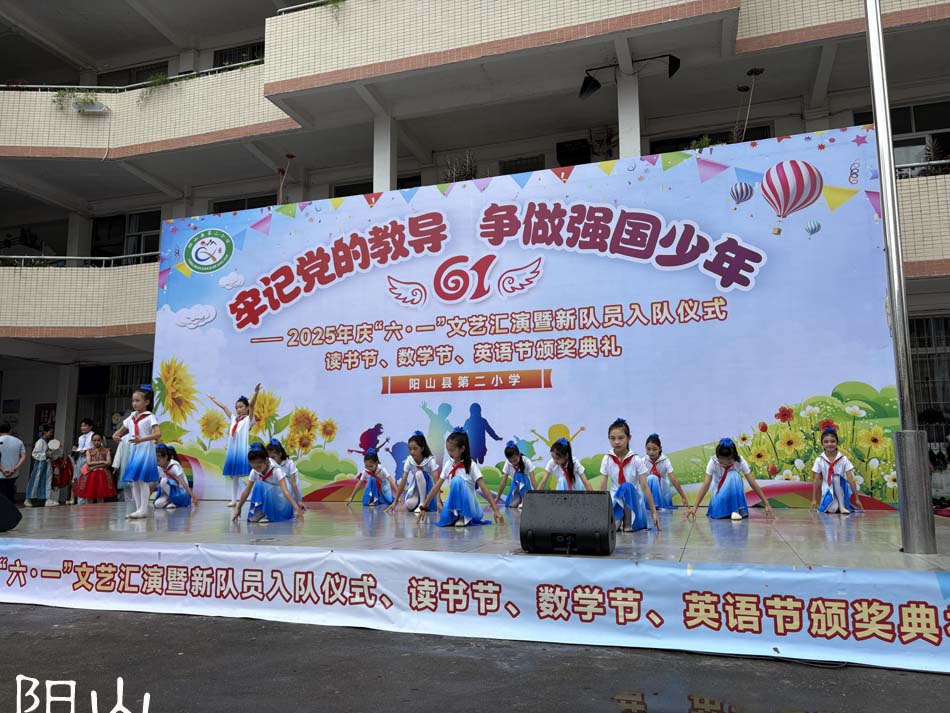 牢记党的教导 争做强国少年
61
——2025年庆“六·一”文艺汇演暨新队员入队仪式
读书节、数学节、英语节颁奖典礼
阳山县第二小学
“六·一”文艺汇演暨新队员入队仪式、读书节、数学节、英语节颁奖典
阳山